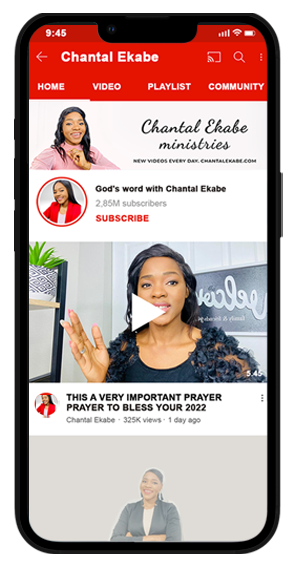 9:45
Chantal Ekabe
HOME VIDEO PLAYLIST COMMUNITY
Chantal Ekabe
ministries
NEW VIDEOS EVERY DAY: CHANTALEKABE.COM
God's word with Chantal Ekabe
2,85M subscribers
SUBSCRIBE
welcome
5:45
THIS A VERY IMPORTANT PRAYER
PRAYER TO BLESS YOUR 2022
Chantal Ekabe · 325K views · 1 day ago